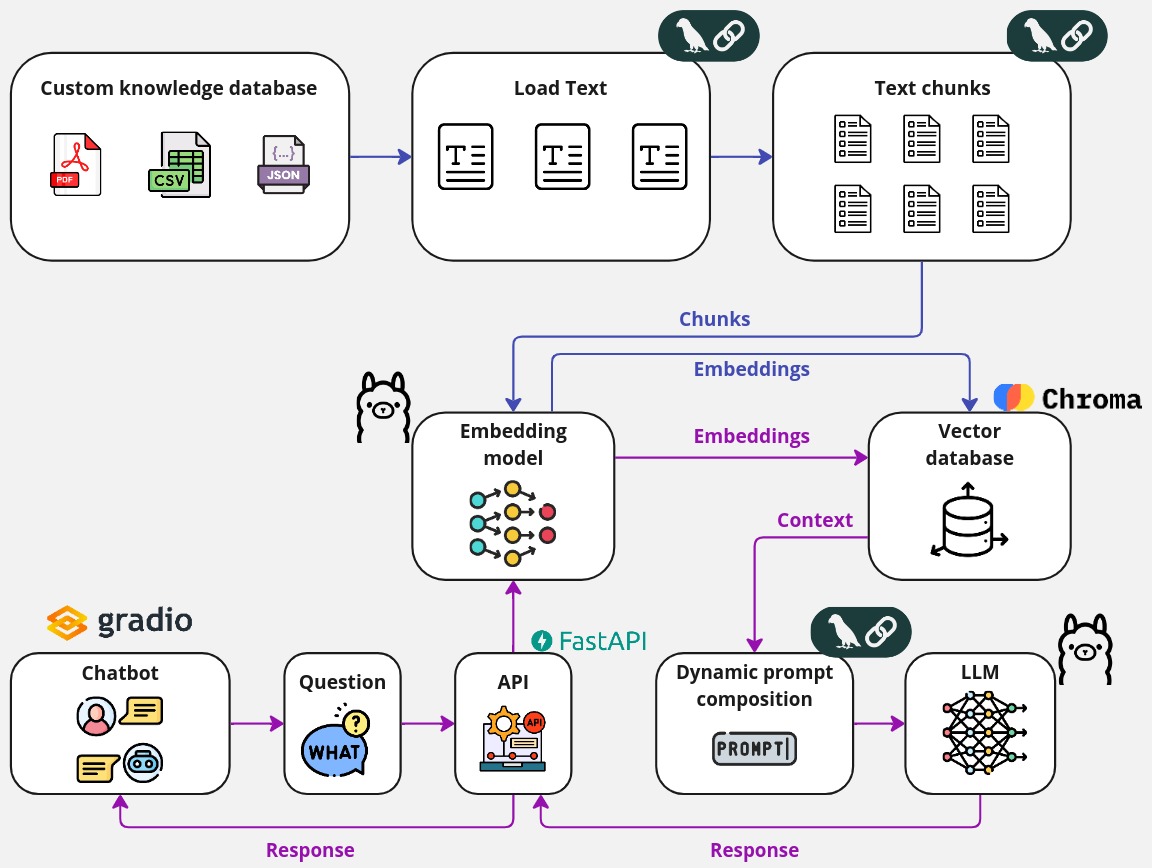 Custom knowledge database
PDF
CSV
{...}
JSON
Load Text
T
T
T
Text chunks
Chunks
Embeddings
Chroma
Embedding
model
Embeddings
Vector
database
Context
gradio
FastAPI
Chatbot
Question
?
WHAT
API
API
Dynamic prompt
composition
PROMPT|
LLM
Response
Response